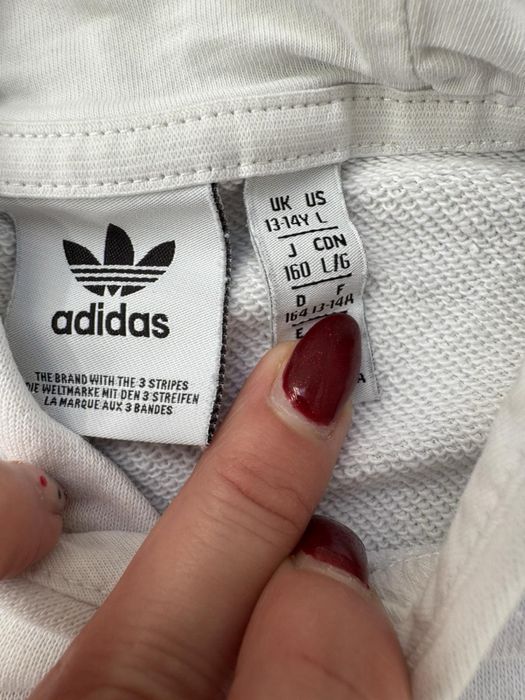 adidas
THE BRAND WITH THE 3 STRIPES
DIE WELTMARKE MIT DEN 3 STREIFEN
LA MARQUE AUX 3 BANDES
UK US
13-14Y L
J CDN
160 L/G
D F
164 13-14A
E
A